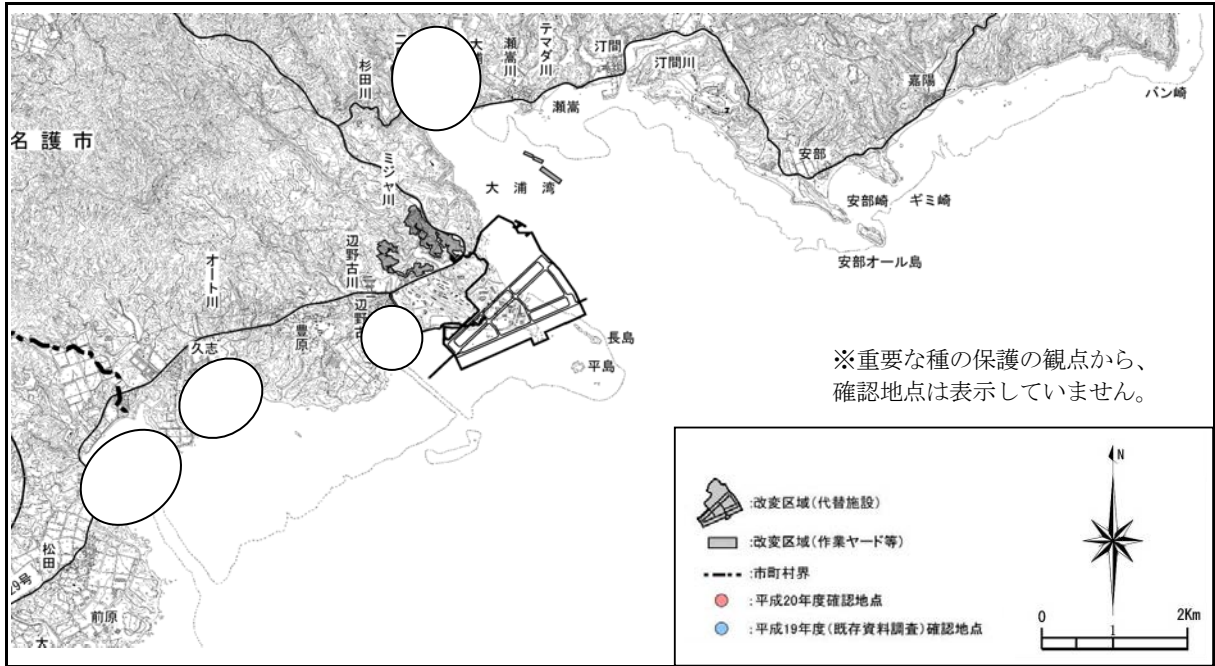 二
大
瀬嵩川
テマダ川
汀間
杉田川
汀間川
嘉陽
バン崎
瀬嵩
名護市
安部
ミジャ川
大浦湾
安部崎
ギミ崎
辺野古川
安部オール島
オート川
辺野古
豊原
久志
長島
平島
※重要な種の保護の観点から、
確認地点は表示していません。
N
:改変区域(代替施設)
:改変区域(作業ヤード等)
:市町村界
:平成20年度確認地点
:平成19年度(既存資料調査)確認地点
0
1
2Km
松田
29号
前原
大